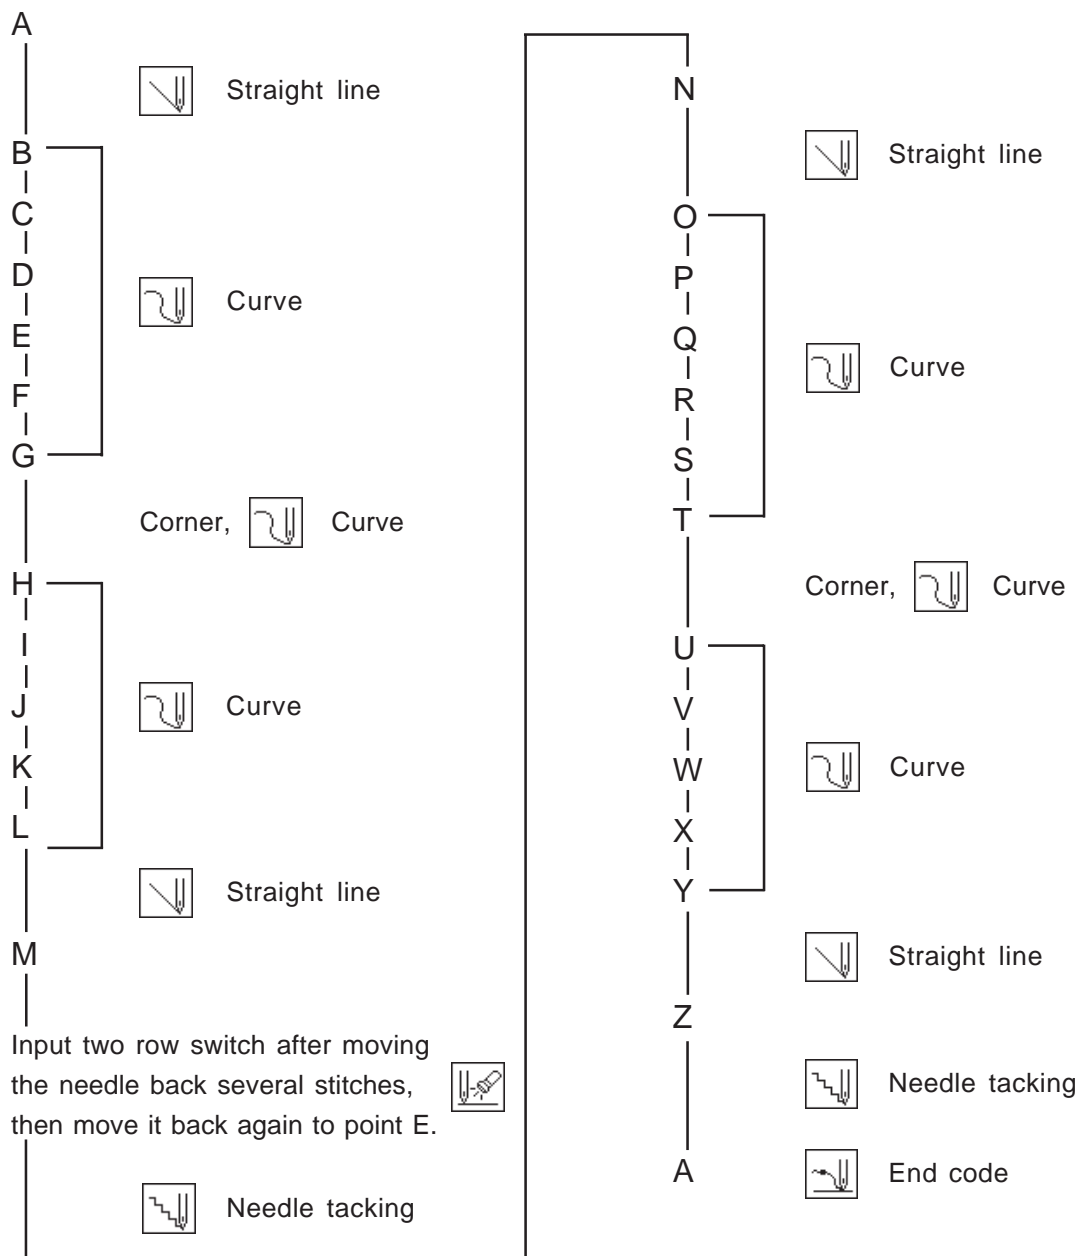 A
Straight line
B
C
D
Curve
E
F
G
Corner, Curve
H
I
J
Curve
K
L
Straight line
M
Input two row switch after moving
the needle back several stitches,
then move it back again to point E.
Needle tacking
N
Straight line
O
P
Q
Curve
R
S
T
Corner, Curve
U
V
W
Curve
X
Y
Straight line
Z
Needle tacking
A
End code